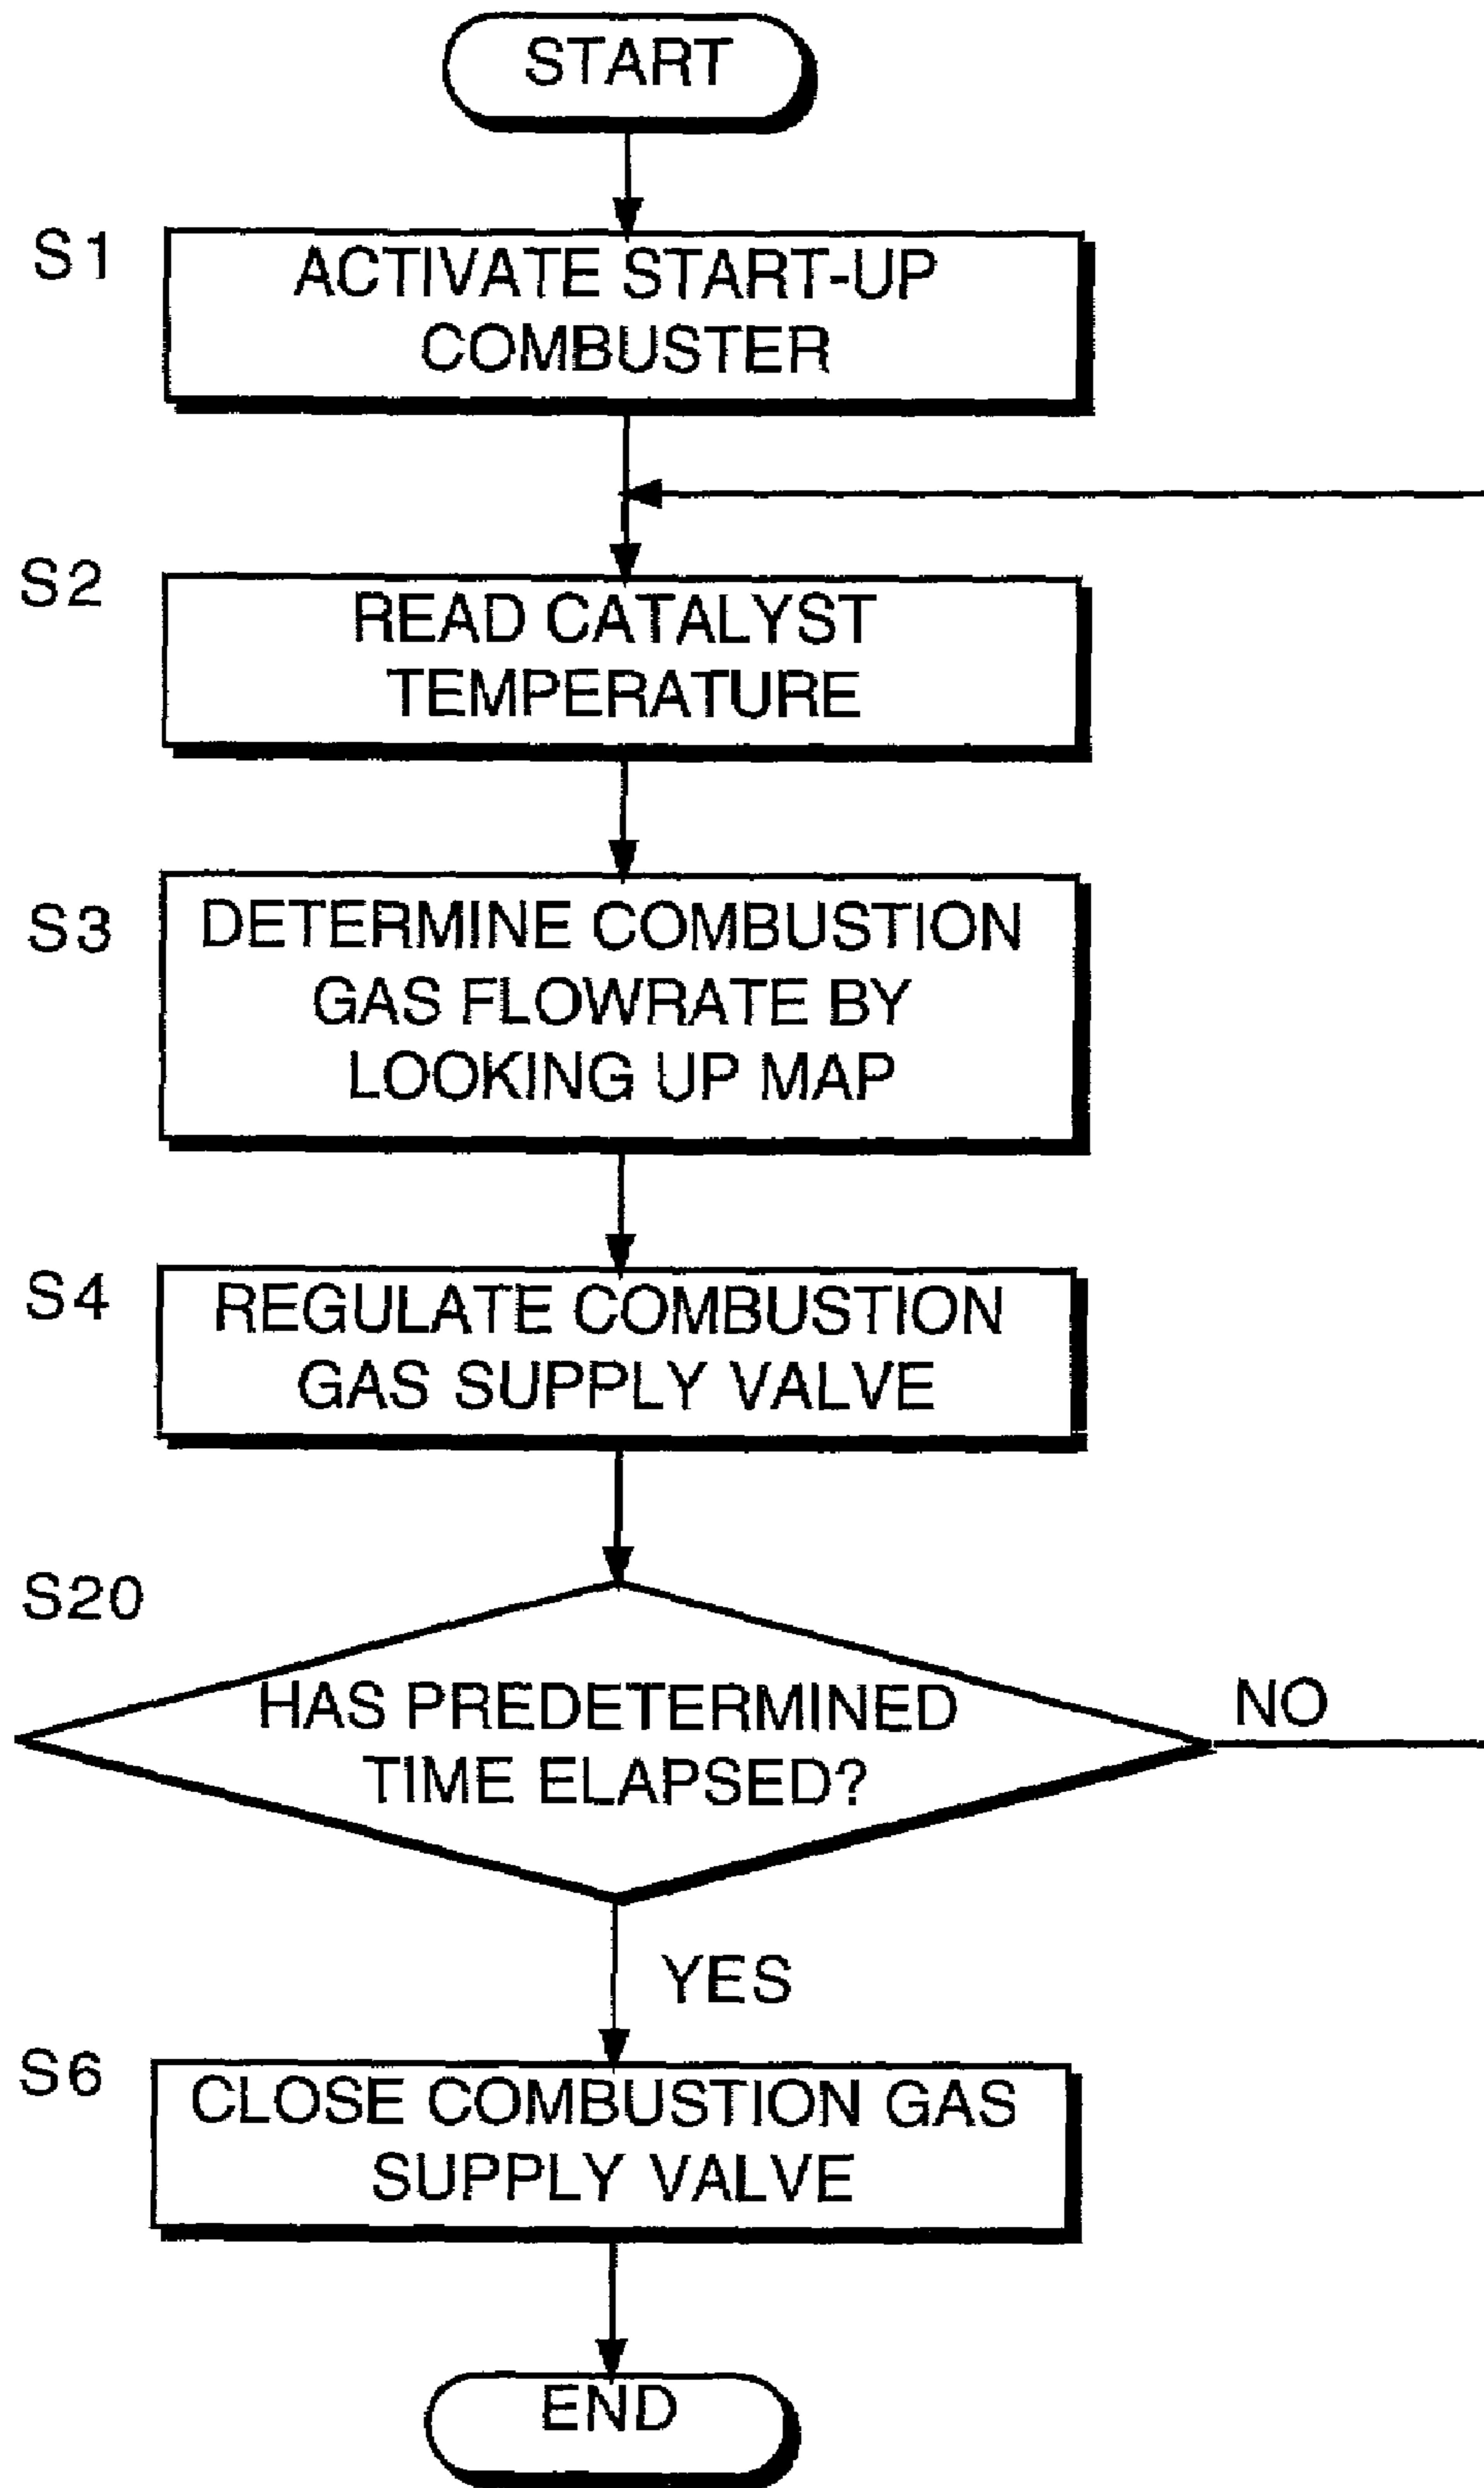 START
S1
ACTIVATE START-UP
COMBUSTER
S2
READ CATALYST
TEMPERATURE
S3
DETERMINE COMBUSTION
GAS FLOWRATE BY
LOOKING UP MAP
S4
REGULATE COMBUSTION
GAS SUPPLY VALVE
S20
HAS PREDETERMINED
TIME ELAPSED?
NO
YES
S6
CLOSE COMBUSTION GAS
SUPPLY VALVE
END